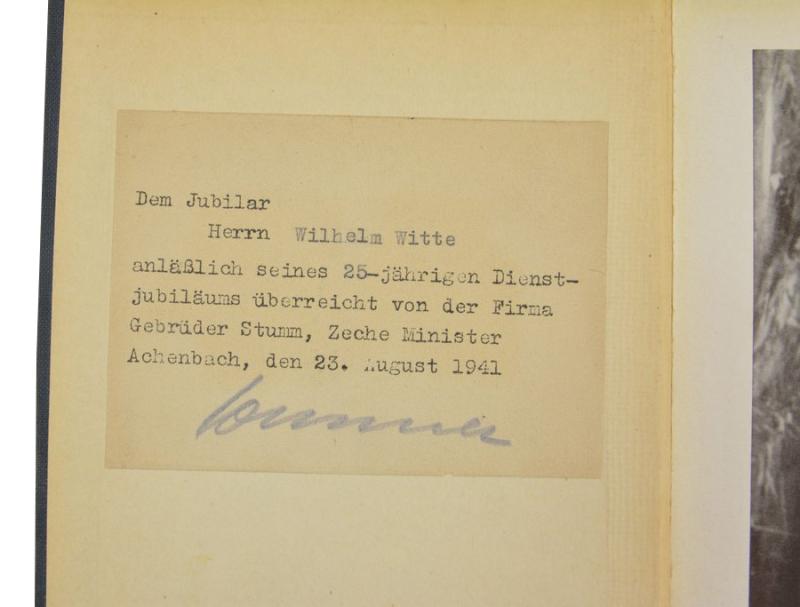 Dem Jubilar
Herrn Wilhelm Witte
anläßlich seines 25-jährigen Dienst-
jubiläums überreicht von der Firma
Gebrüder Stumm, Zeche Minister
Achenbach, den 23. August 1941